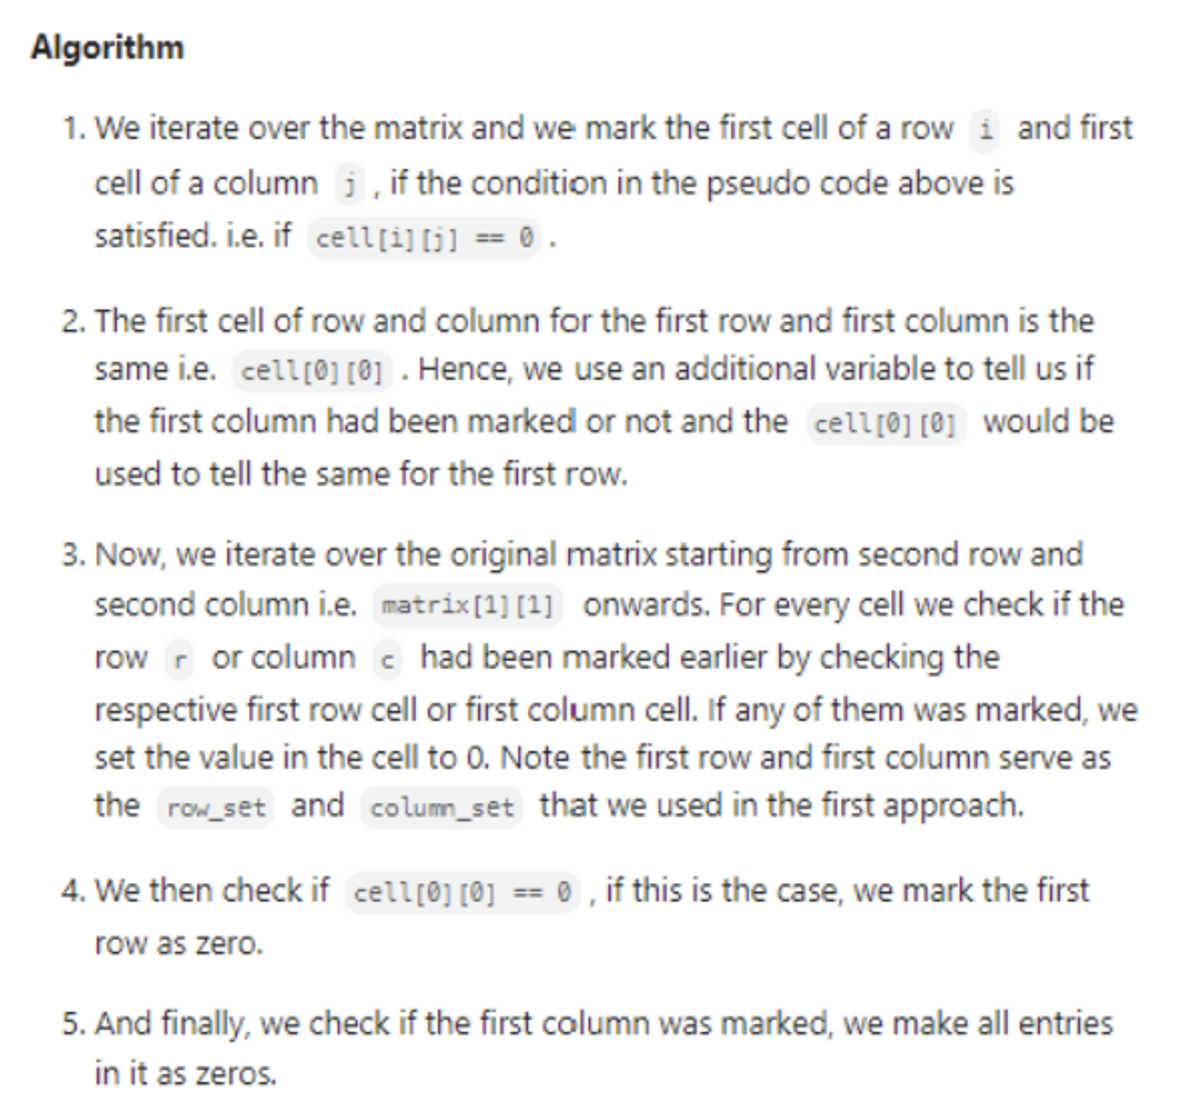 Algorithm
1. We iterate over the matrix and we mark the first cell of a row i and first
cell of a column j , if the condition in the pseudo code above is
satisfied. i.e. if cell[i][j] == 0 .
2. The first cell of row and column for the first row and first column is the
same i.e. cell[0][0] . Hence, we use an additional variable to tell us if
the first column had been marked or not and the cell[0][0] would be
used to tell the same for the first row.
3. Now, we iterate over the original matrix starting from second row and
second column i.e. matrix[1][1] onwards. For every cell we check if the
row r or column c had been marked earlier by checking the
respective first row cell or first column cell. If any of them was marked, we
set the value in the cell to 0. Note the first row and first column serve as
the row_set and column_set that we used in the first approach.
4. We then check if cell[0][0] == 0 , if this is the case, we mark the first
row as zero.
5. And finally, we check if the first column was marked, we make all entries
in it as zeros.